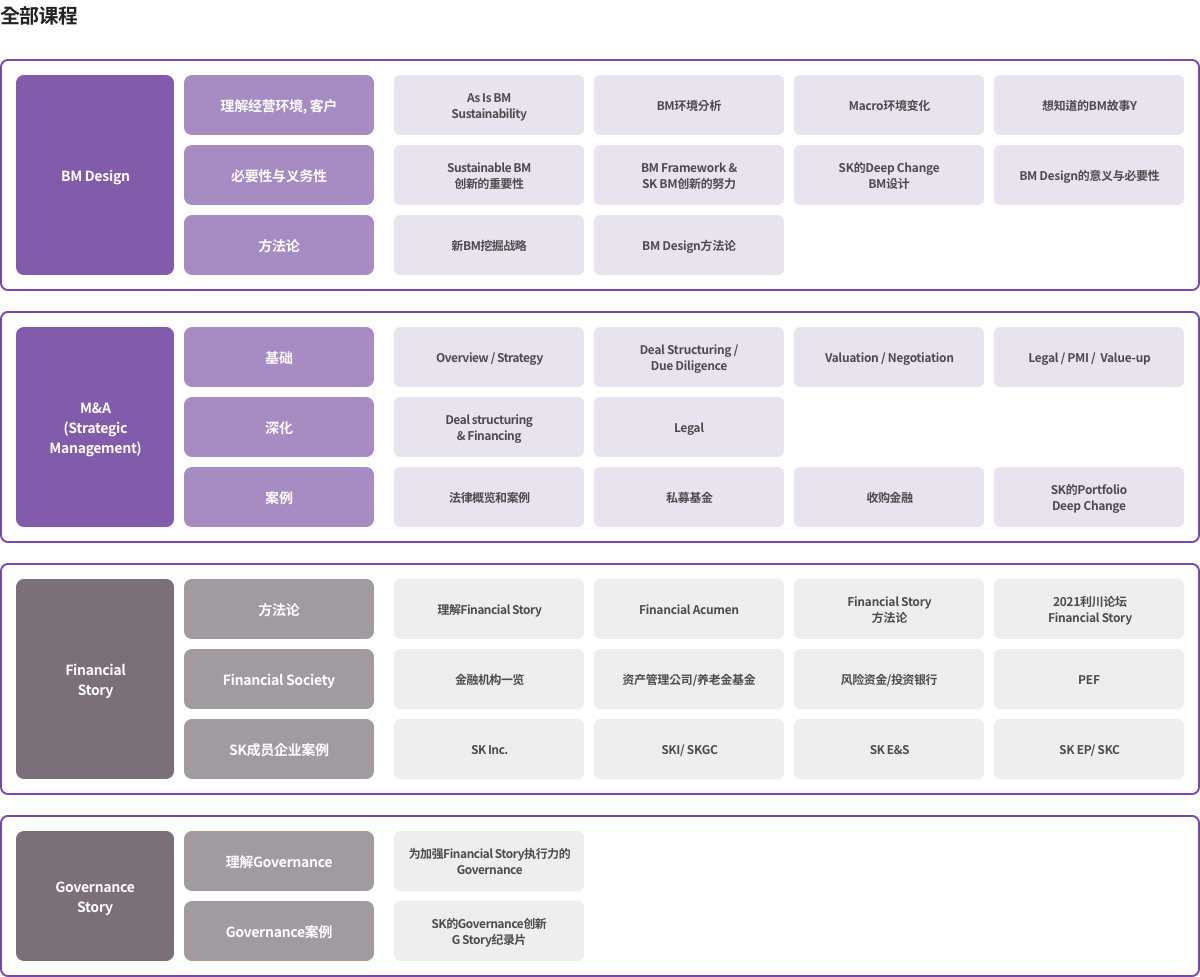 全部课程
BM Design
理解经营环境, 客户
As Is BM
Sustainability
BM环境分析
Macro环境变化
想知道的BM故事Y
必要性与义务性
Sustainable BM
创新的重要性
BM Framework &
SK BM创新的努力
SK的Deep Change
BM设计
BM Design的意义与必要性
方法论
新BM挖掘战略
BM Design方法论
M&A
(Strategic
Management)
基础
Overview / Strategy
Deal Structuring /
Due Diligence
Valuation / Negotiation
Legal / PMI / Value-up
深化
Deal structuring
& Financing
Legal
案例
法律概览和案例
私募基金
收购金融
SK的Portfolio
Deep Change
Financial
Story
方法论
理解Financial Story
Financial Acumen
Financial Story
方法论
2021利川论坛
Financial Story
Financial Society
金融机构一览
资产管理公司/养老金基金
风险资金/投资银行
PEF
SK成员企业案例
SK Inc.
SKI/ SKGC
SK E&S
SK EP/ SKC
Governance
Story
理解Governance
为加强Financial Story执行力的
Governance
Governance案例
SK的Governance创新
G Story纪录片